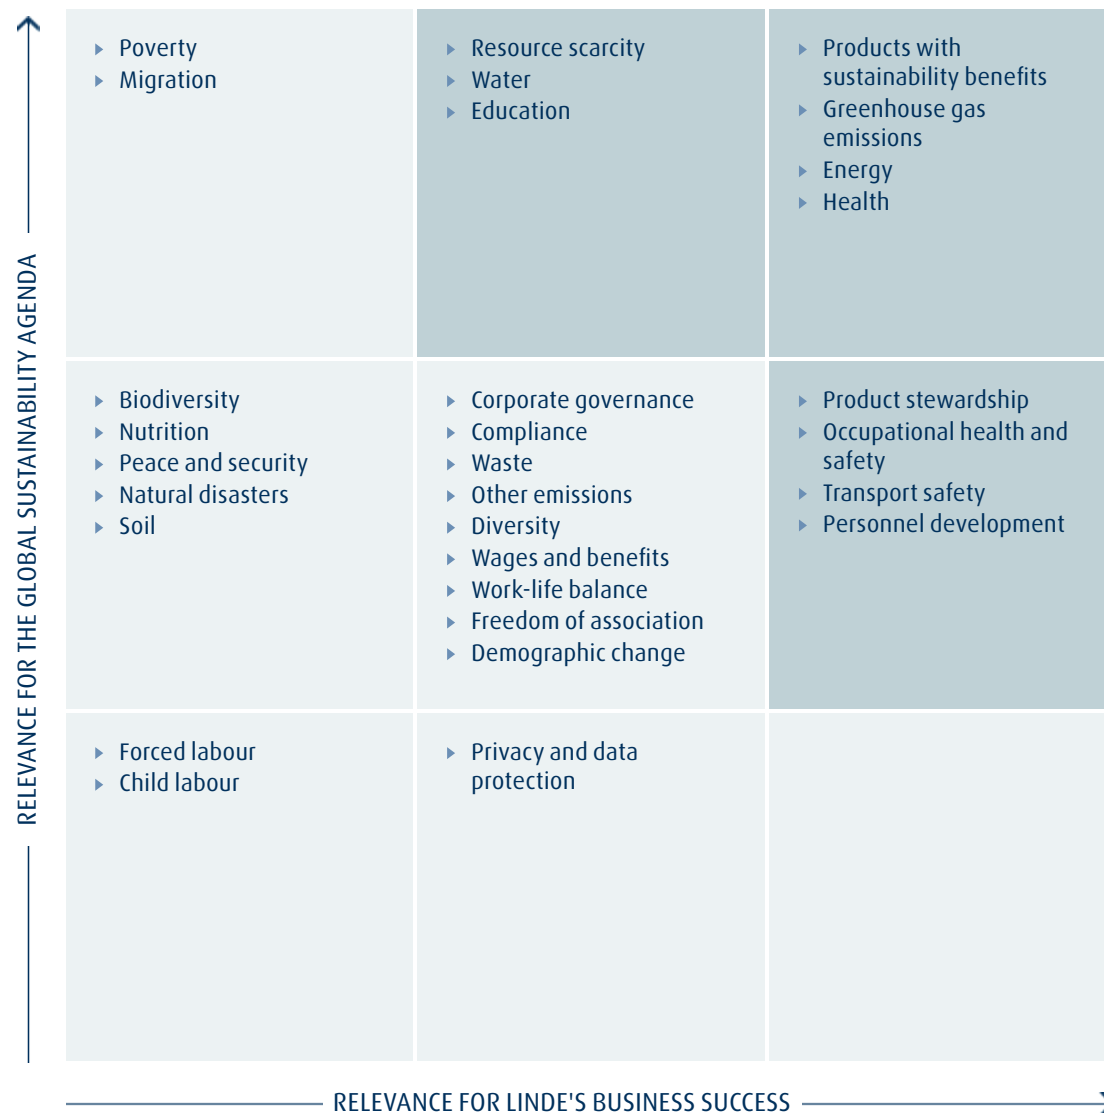 Poverty
Migration
Resource scarcity
Water
Education
Products with
sustainability benefits
Greenhouse gas
emissions
Energy
Health
Biodiversity
Nutrition
Peace and security
Natural disasters
Soil
Corporate governance
Compliance
Waste
Other emissions
Diversity
Wages and benefits
Work-life balance
Freedom of association
Demographic change
Product stewardship
Occupational health and
safety
Transport safety
Personnel development
Forced labour
Child labour
Privacy and data
protection
RELEVANCE FOR THE GLOBAL SUSTAINABILITY AGENDA
RELEVANCE FOR LINDE'S BUSINESS SUCCESS